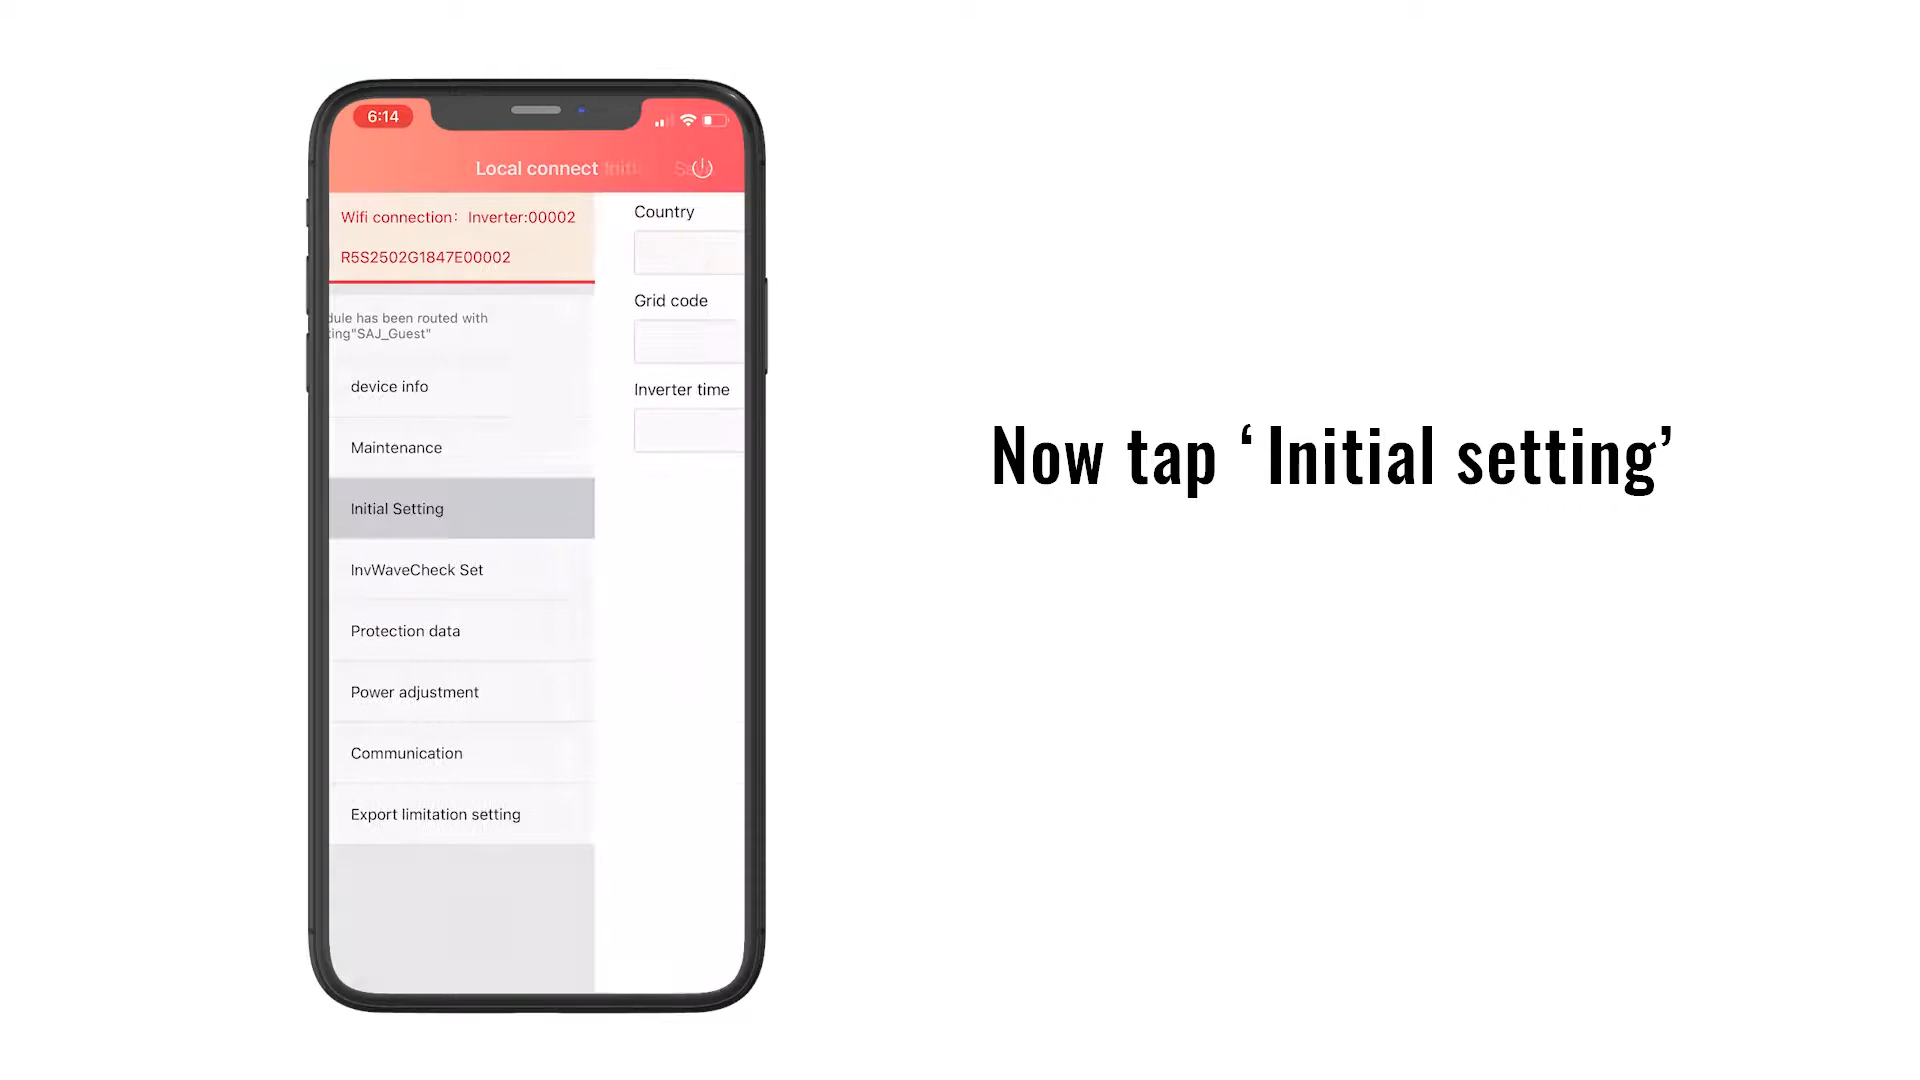 6:14
Local connect
Wifi connection: Inverter:00002
R5S2502G1847E00002
has been routed with
"SAJ_Guest"
device info
Maintenance
Initial Setting
InvWaveCheck Set
Protection data
Power adjustment
Communication
Export limitation setting
Country
Grid code
Inverter time
Now tap ‘Initial setting’